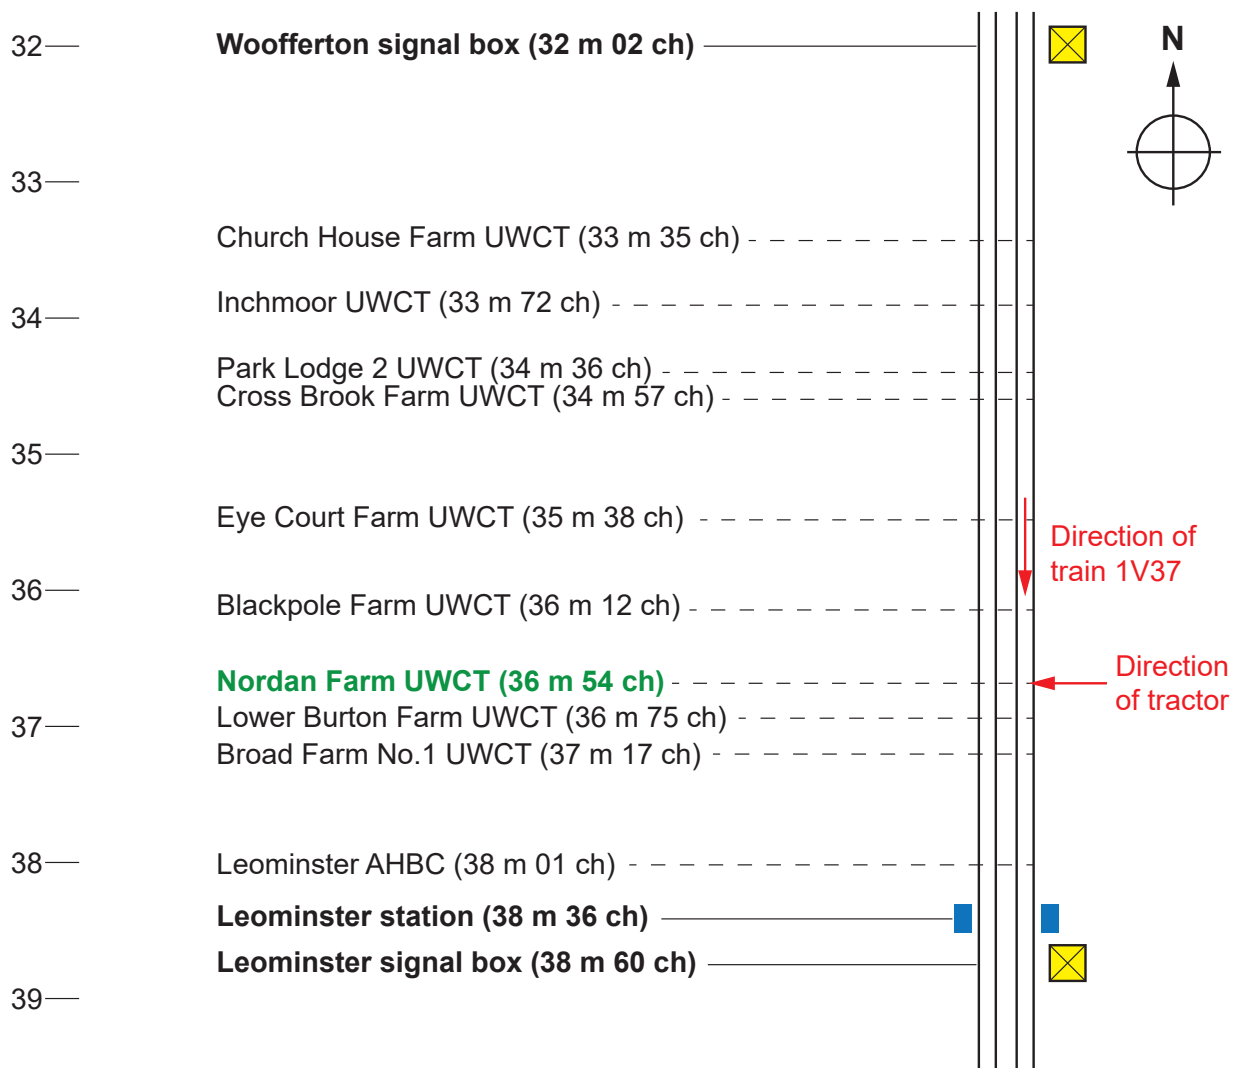 32
Woofferton signal box (32 m 02 ch)
N
33
Church House Farm UWCT (33 m 35 ch)
Inchmoor UWCT (33 m 72 ch)
34
Park Lodge 2 UWCT (34 m 36 ch)
Cross Brook Farm UWCT (34 m 57 ch)
35
Eye Court Farm UWCT (35 m 38 ch)
Direction of
train 1V37
36
Blackpole Farm UWCT (36 m 12 ch)
Nordan Farm UWCT (36 m 54 ch)
Direction
of tractor
37
Lower Burton Farm UWCT (36 m 75 ch)
Broad Farm No.1 UWCT (37 m 17 ch)
38
Leominster AHBC (38 m 01 ch)
Leominster station (38 m 36 ch)
Leominster signal box (38 m 60 ch)
39